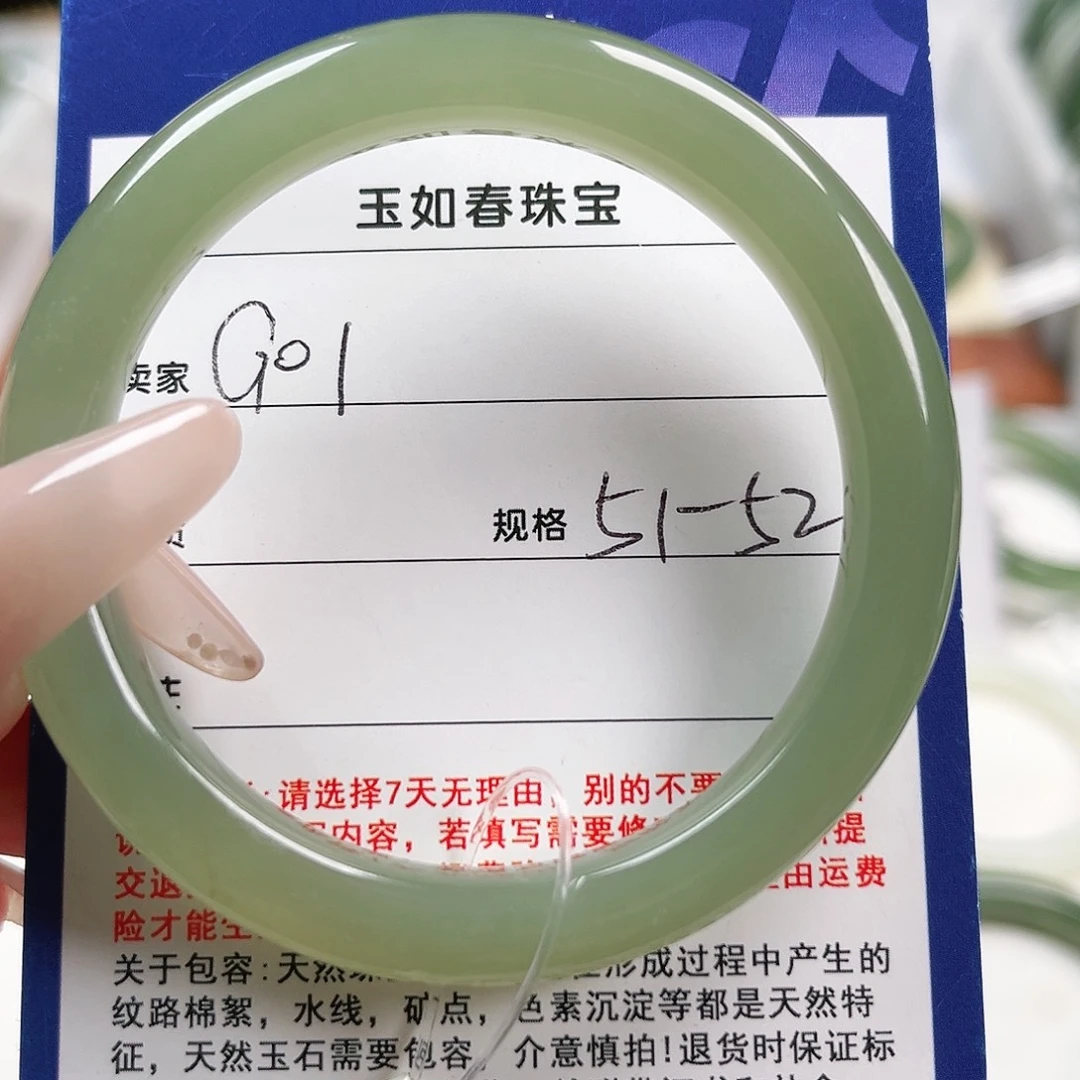 玉如春珠宝
卖家 G01
规格 51-52
请选择7天无理由，别的不要
内容，若填写需要修 提
交退 由运费
险才能
关于包容：天然 形成过程中产生的
纹路棉絮，水线，矿点，色素沉淀等都是天然特
征，天然玉石需要包容，介意慎拍！退货时保证标